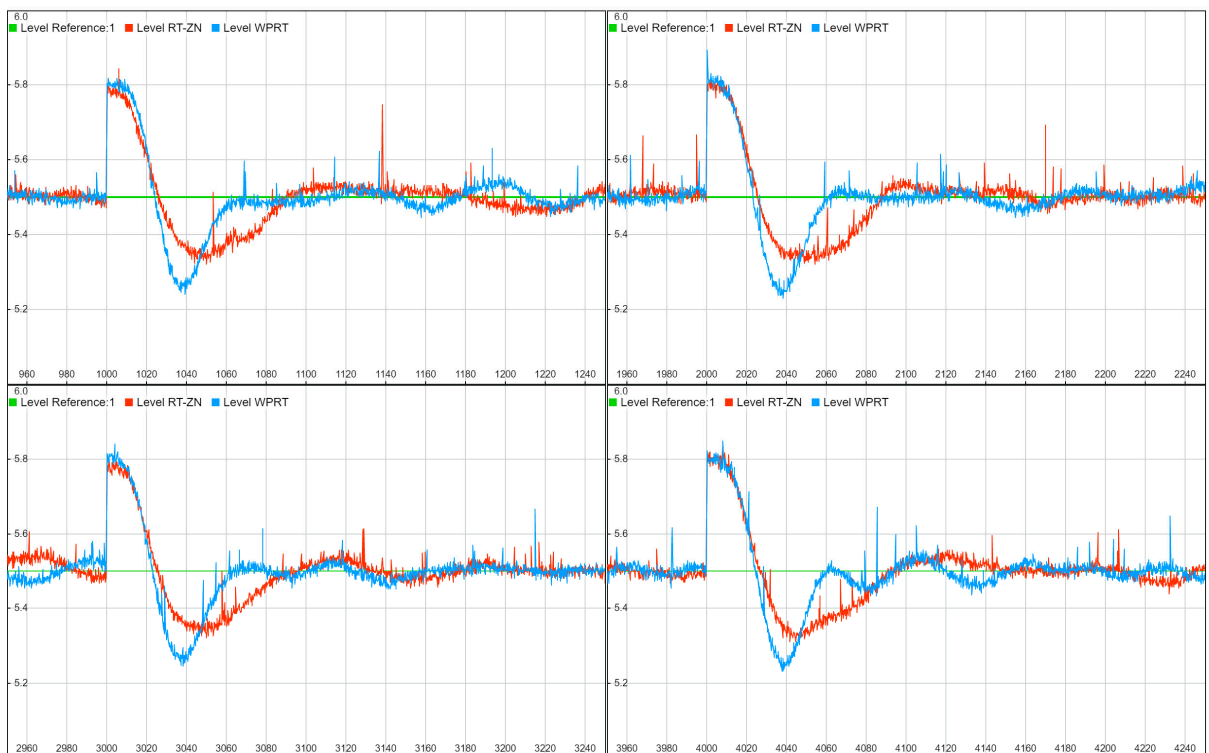 6.0
Level Reference:1 Level RT-ZN Level WPRT
5.8
5.6
5.4
5.2
960 980 1000 1020 1040 1060 1080 1100 1120 1140 1160 1180 1200 1220 1240
6.0
Level Reference:1 Level RT-ZN Level WPRT
5.8
5.6
5.4
5.2
1960 1980 2000 2020 2040 2060 2080 2100 2120 2140 2160 2180 2200 2220 2240
6.0
Level Reference:1 Level RT-ZN Level WPRT
5.8
5.6
5.4
5.2
2960 2980 3000 3020 3040 3060 3080 3100 3120 3140 3160 3180 3200 3220 3240
6.0
Level Reference:1 Level RT-ZN Level WPRT
5.8
5.6
5.4
5.2
3960 3980 4000 4020 4040 4060 4080 4100 4120 4140 4160 4180 4200 4220 4240